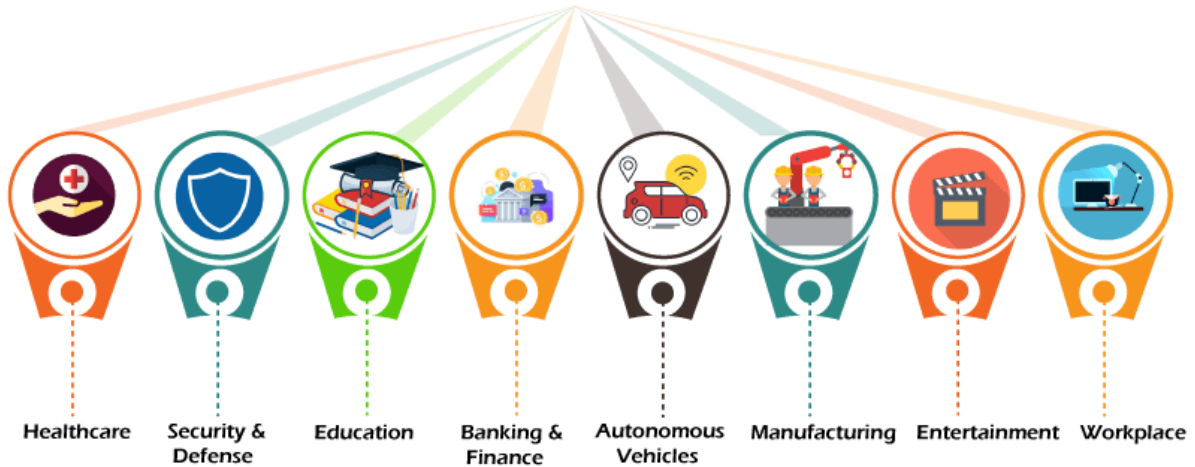 Healthcare
Security &
Defense
Education
Banking &
Finance
Autonomous
Vehicles
Manufacturing
Entertainment
Workplace